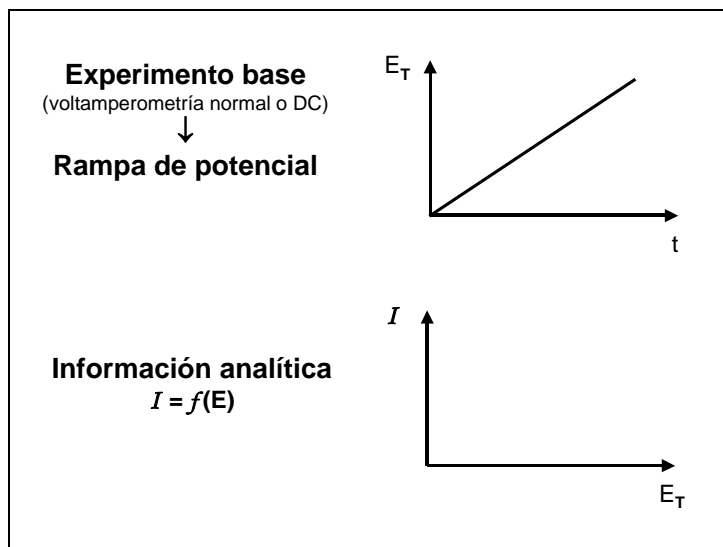 Experimento base
(voltamperometría normal o DC)
↓
Rampa de potencial
E_T
t
I
Información analítica
I = f(E)
E_T